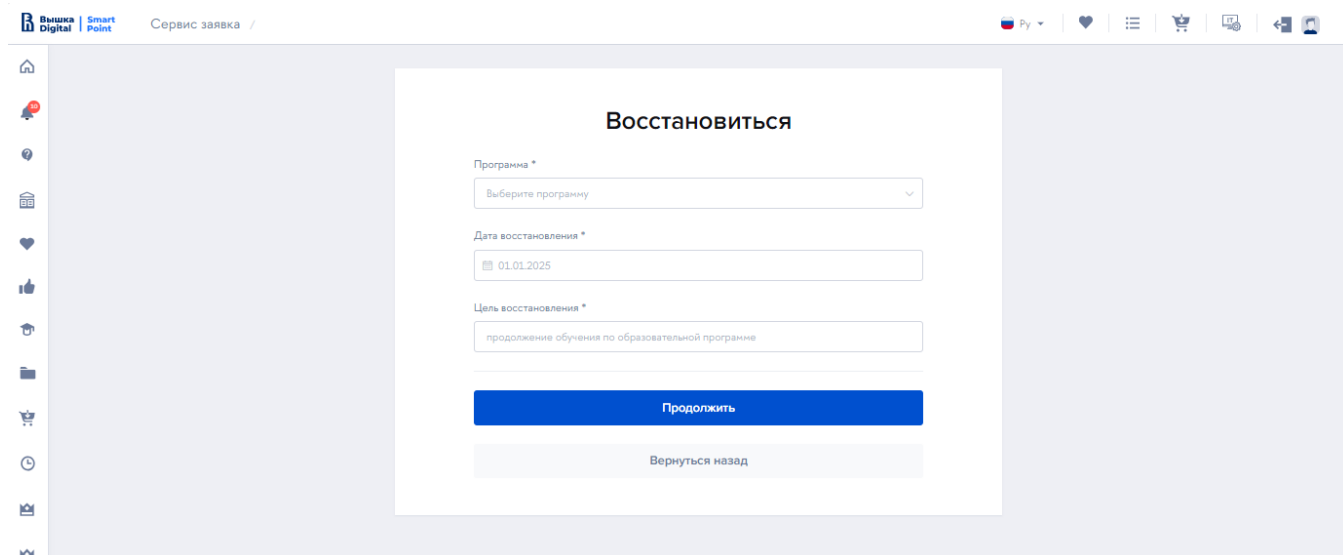 Вышка | Smart
Digital | Point
Сервис заявка /
Ру
10
Восстановиться
Программа *
Выберите программу
Дата восстановления *
01.01.2025
Цель восстановления *
продолжение обучения по образовательной программе
Продолжить
Вернуться назад